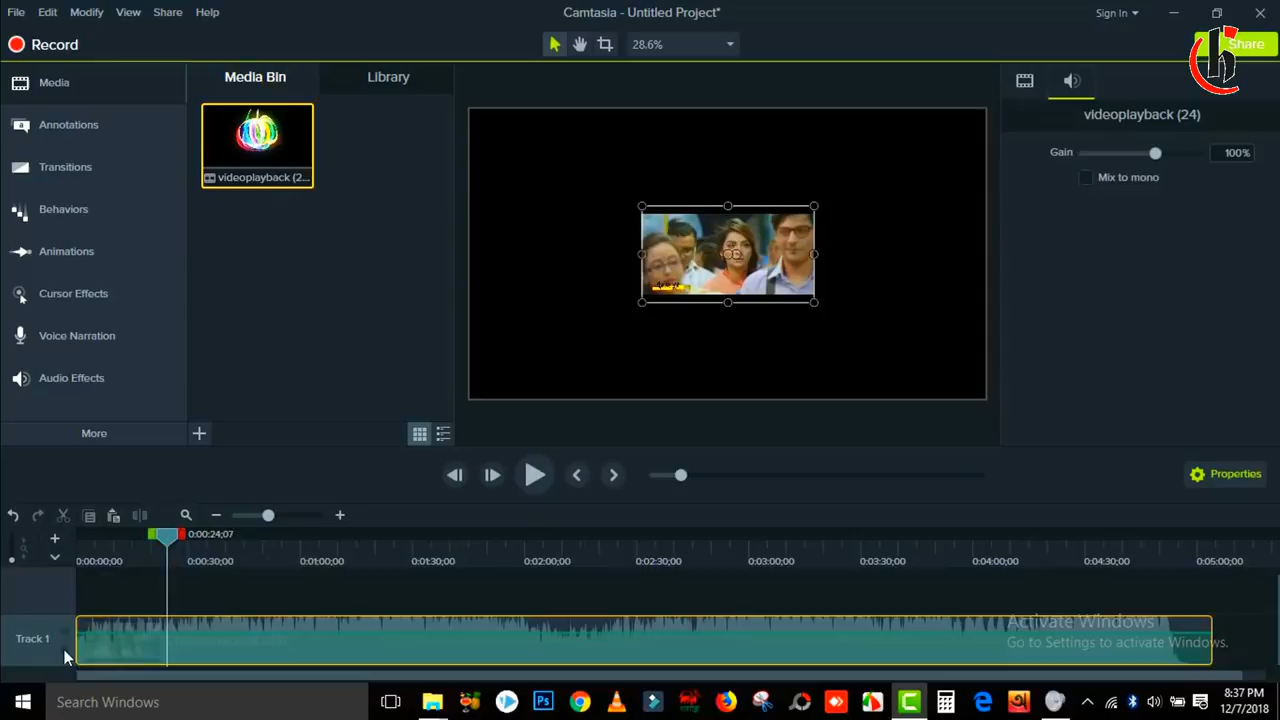 File Edit Modify View Share Help
Camtasia - Untitled Project*
Sign In
Record
28.6%
Share
Media
Annotations
Transitions
Behaviors
Animations
Cursor Effects
Voice Narration
Audio Effects
More
Media Bin
Library
videoplayback (2...
videoplayback (24)
Gain
100%
Mix to mono
Properties
0:00:24;07
0:00:00;00
0:00:30;00
0:01:00;00
0:01:30;00
0:02:00;00
0:02:30;00
0:03:00;00
0:03:30;00
0:04:00;00
0:04:30;00
0:05:00;00
Track 1
Activate Windows
Go to Settings to activate Windows.
Search Windows
8:37 PM
12/7/2018